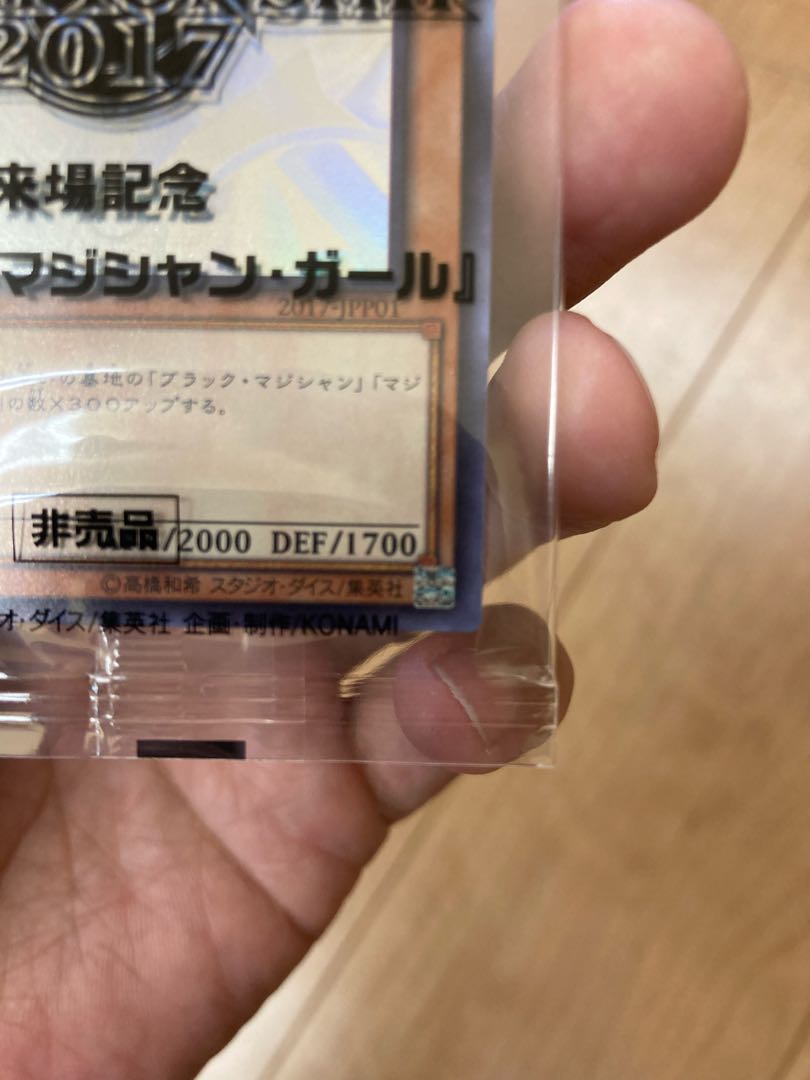 2017
来場記念
マジシャン・ガール』
2017-JPP01
の墓地の「ブラック・マジシャン」「マジ
の数×300アップする。
非売品
/2000 DEF/1700
©高橋和希 スタジオ・ダイス/集英社
オ・ダイス/集英社 企画・制作/KONAMI